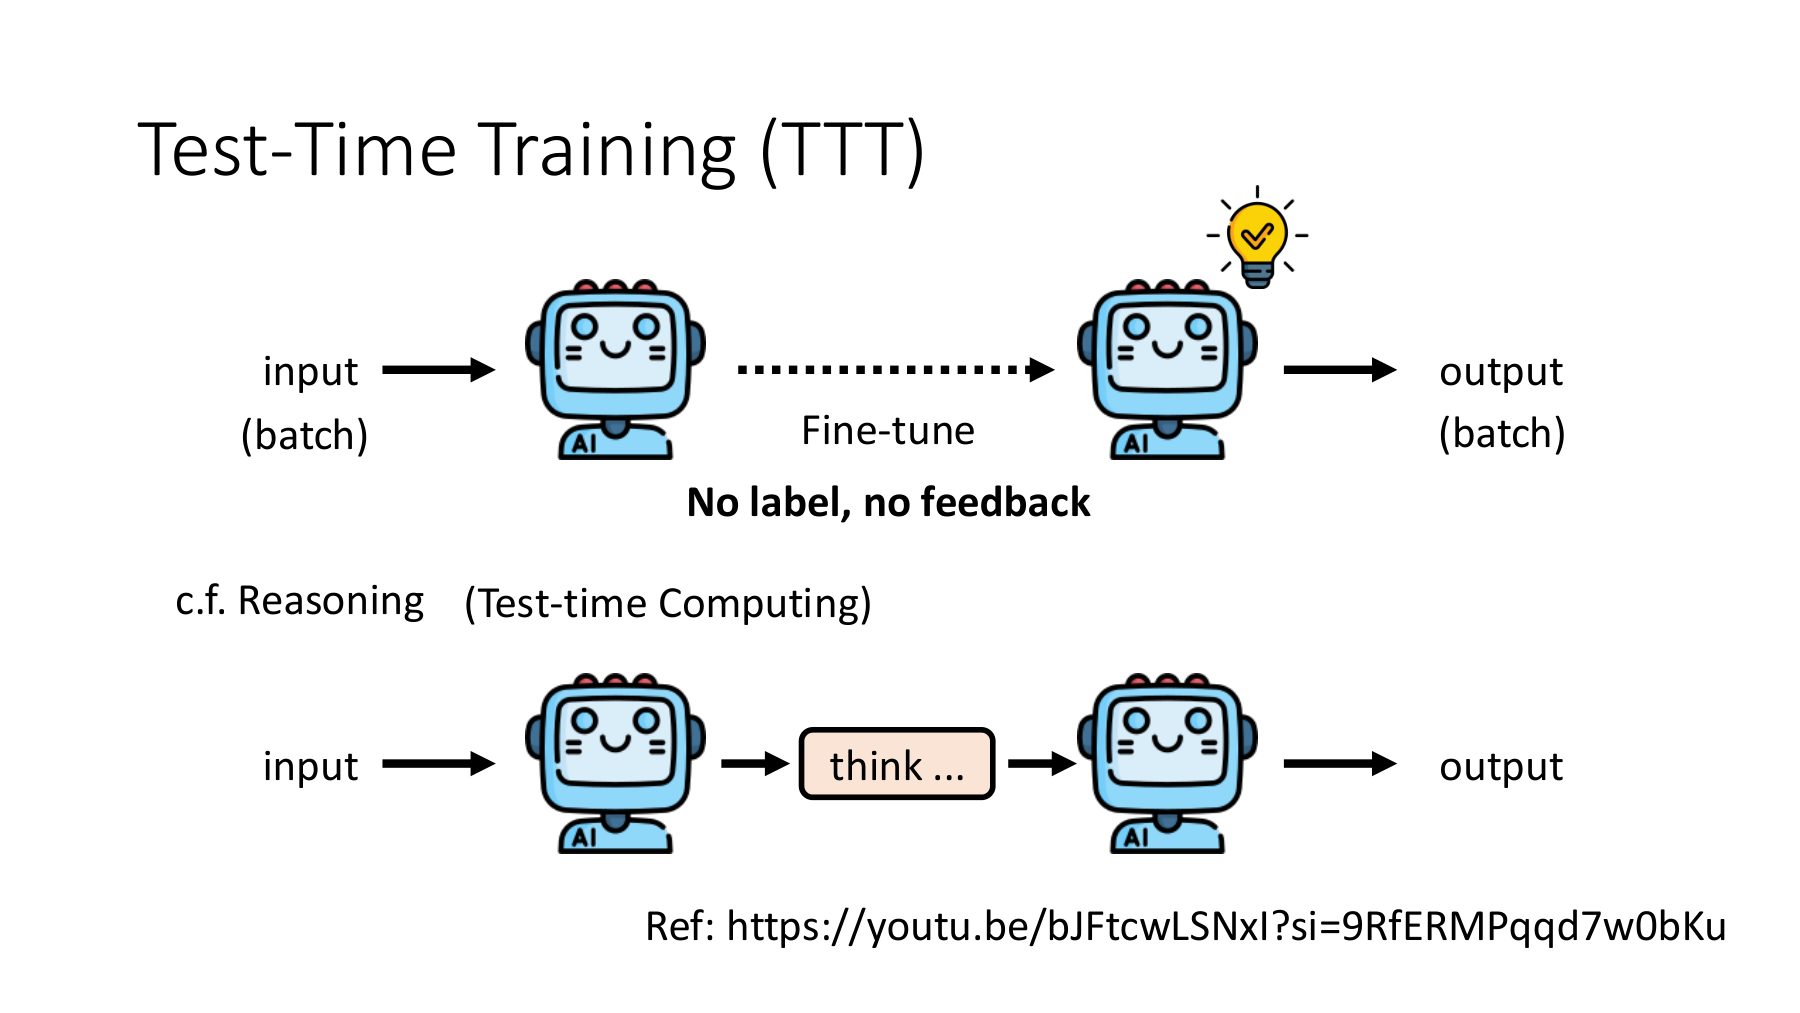 Test-Time Training (TTT)
input
(batch)
AI
Fine-tune
AI
output
(batch)
No label, no feedback
c.f. Reasoning (Test-time Computing)
input
AI
think ...
AI
output
Ref: https://youtu.be/bJFtcwLSNxI?si=9RfERMPqqd7w0bKu